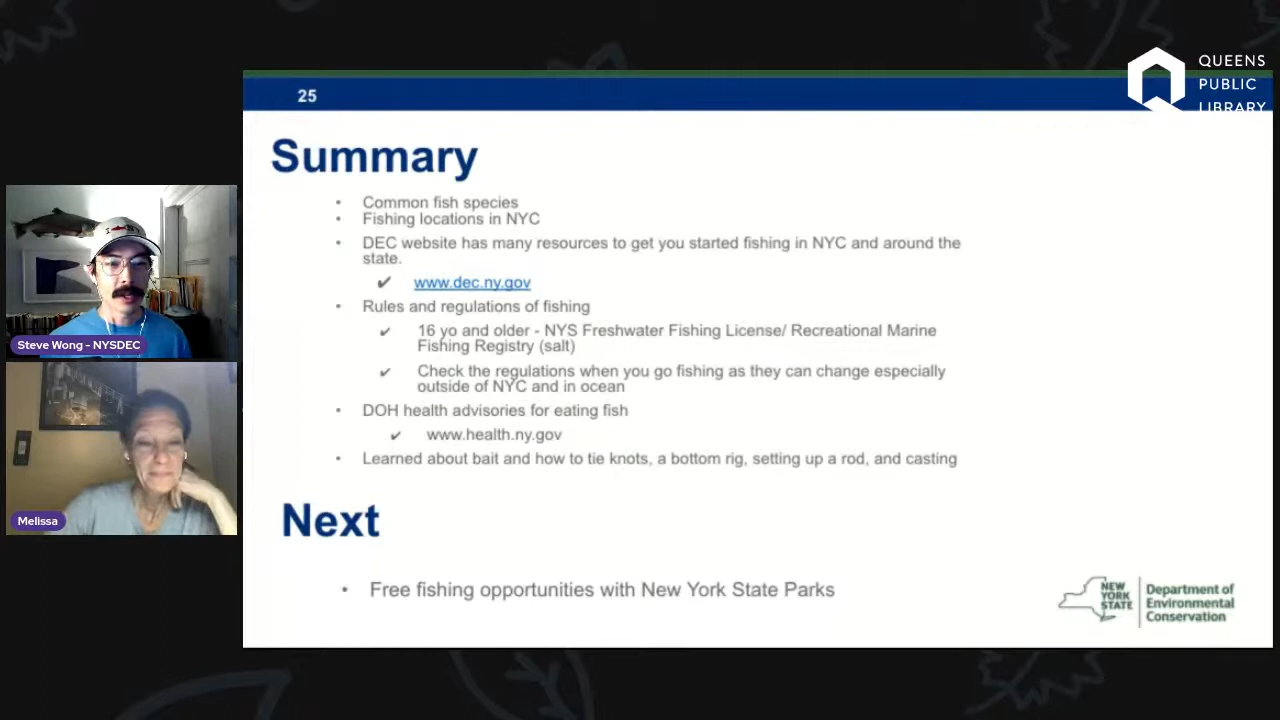 QUEENS
PUBLIC
LIBRARY
25
Summary
• Common fish species
• Fishing locations in NYC
• DEC website has many resources to get you started fishing in NYC and around the
state.
✔ www.dec.ny.gov
• Rules and regulations of fishing
✔ 16 yo and older - NYS Freshwater Fishing License/ Recreational Marine
Fishing Registry (salt)
✔ Check the regulations when you go fishing as they can change especially
outside of NYC and in ocean
• DOH health advisories for eating fish
✔ www.health.ny.gov
• Learned about bait and how to tie knots, a bottom rig, setting up a rod, and casting
Next
• Free fishing opportunities with New York State Parks
NEW
YORK
STATE
Department of
Environmental
Conservation
Steve Wong - NYSDEC
Melissa